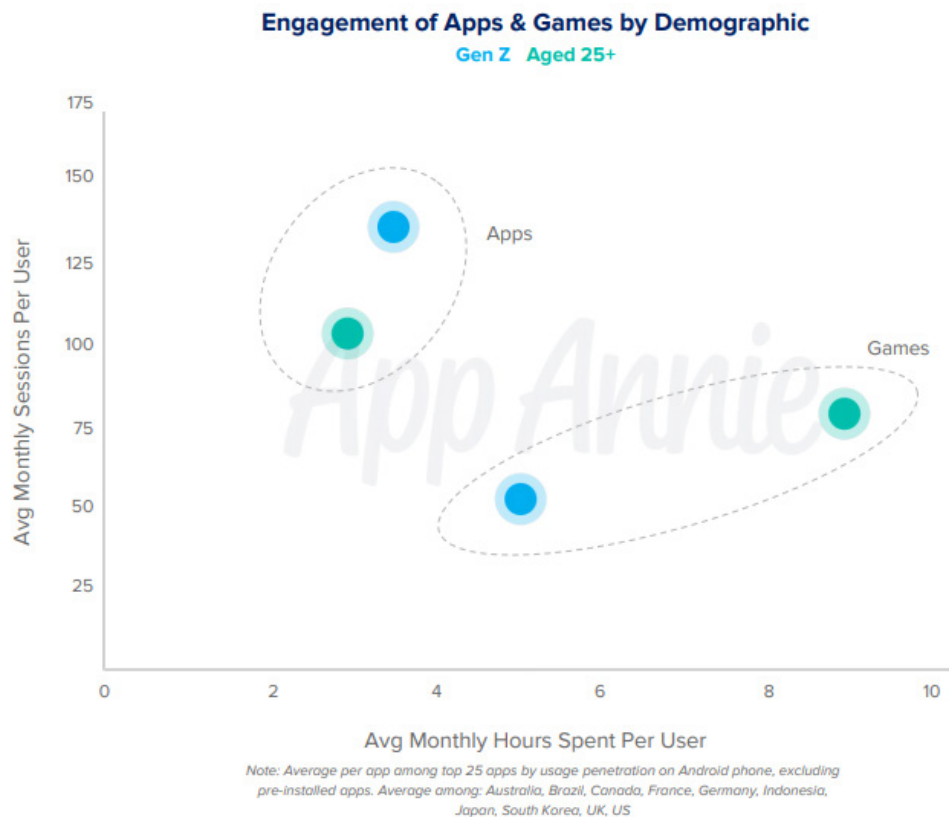 Engagement of Apps & Games by Demographic
Gen Z Aged 25+
175
150
125
100
75
50
25
Avg Monthly Sessions Per User
Apps
Games
App Annie
0 2 4 6 8 10
Avg Monthly Hours Spent Per User
Note: Average per app among top 25 apps by usage penetration on Android phone, excluding
pre-installed apps. Average among: Australia, Brazil, Canada, France, Germany, Indonesia,
Japan, South Korea, UK, US